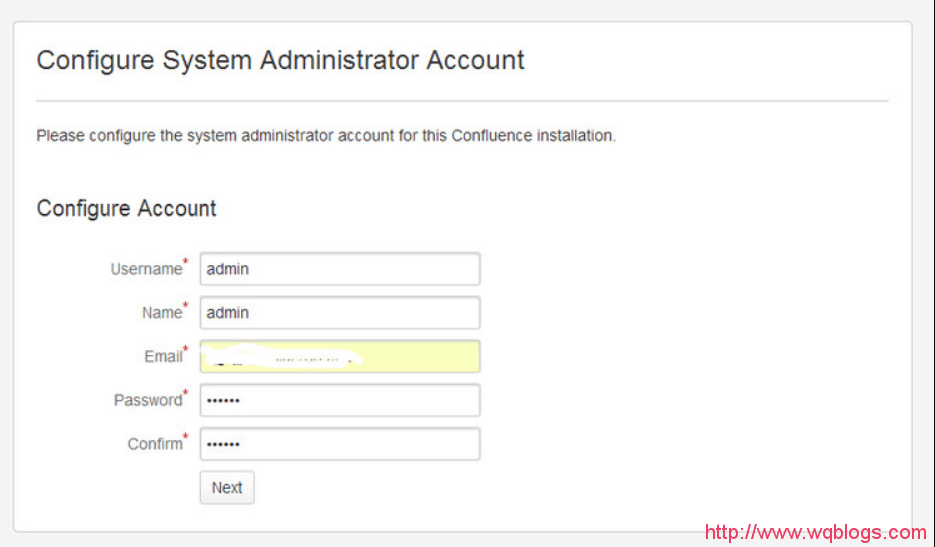 Configure System Administrator Account
Please configure the system administrator account for this Confluence installation.
Configure Account
Username* admin
Name* admin
Email*
Password* ••••••
Confirm* ••••••
Next
http://www.wqblogs.com